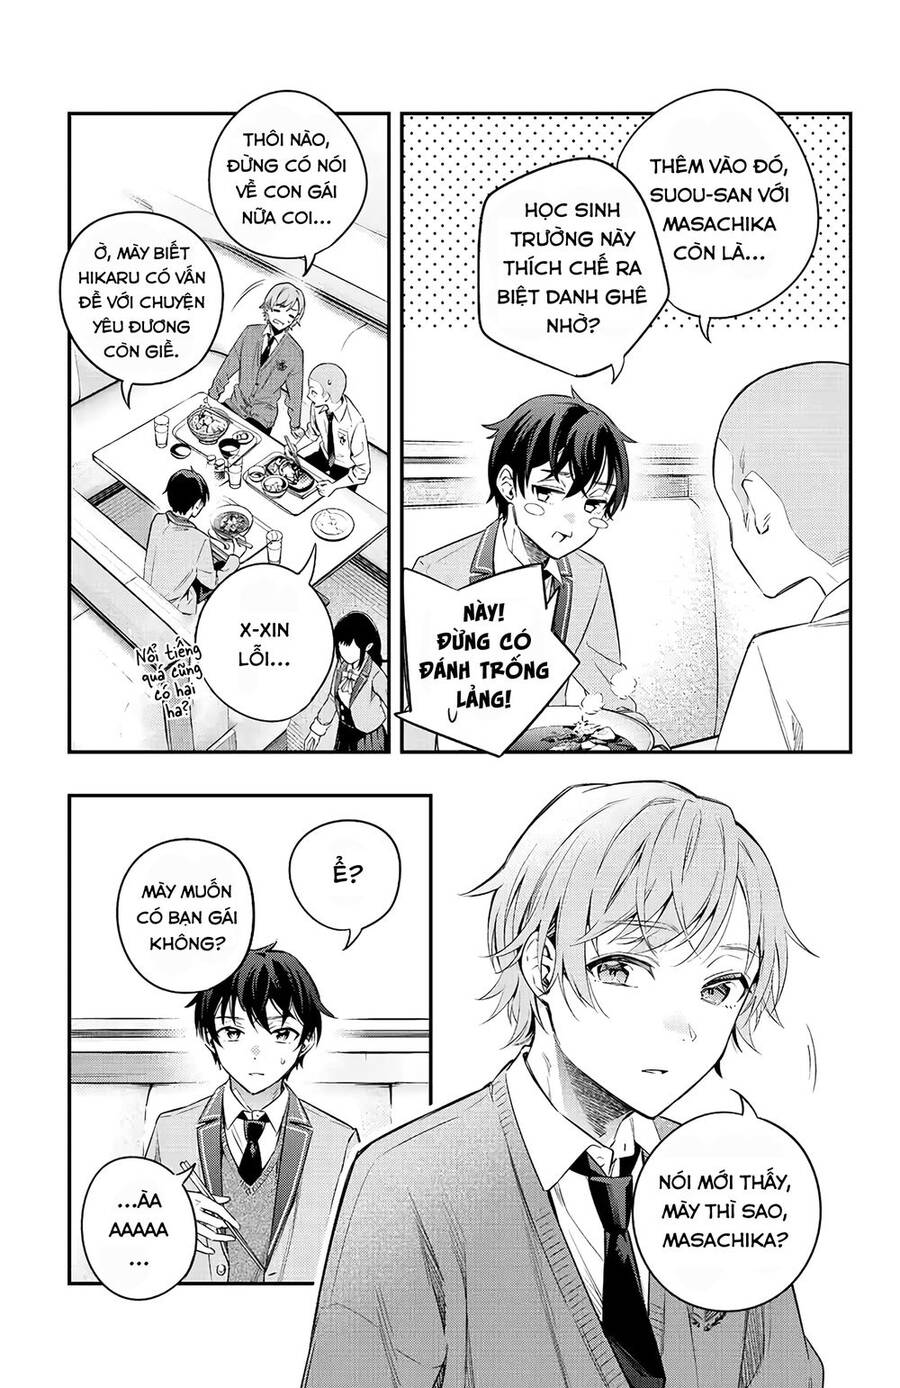 THÊM VÀO ĐÓ,
SUOU-SAN VỚI
MASACHIKA
CÒN LÀ...
HỌC SINH
TRƯỜNG NÀY
THÍCH CHẾ RA
BIỆT DANH GHÊ
NHỜ?
NÀY!
ĐỪNG CÓ
ĐÁNH TRỐNG
LẢNG!
THÔI NÀO,
ĐỪNG CÓ NÓI
VỀ CON GÁI
NỮA COI...
Ờ, MÀY BIẾT
HIKARU CÓ VẤN
ĐỀ VỚI CHUYỆN
YÊU ĐƯƠNG
CÒN GIỀ.
X-XIN
LỖI...
Nổi tiếng
quá cũng
có hại
ha?
NÓI MỚI THẤY,
MÀY THÌ SAO,
MASACHIKA?
Ể?
MÀY MUỐN
CÓ BẠN GÁI
KHÔNG?
...ÀA
AAAAA
...